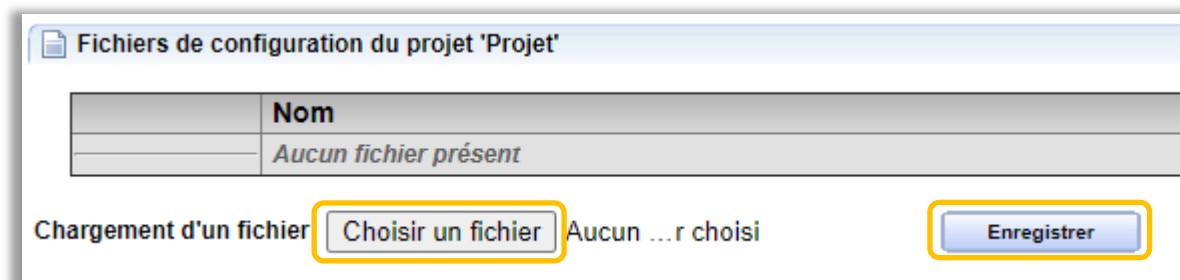 Fichiers de configuration du projet 'Projet'
Nom
Aucun fichier présent
Chargement d'un fichier Choisir un fichier Aucun ...r choisi Enregistrer